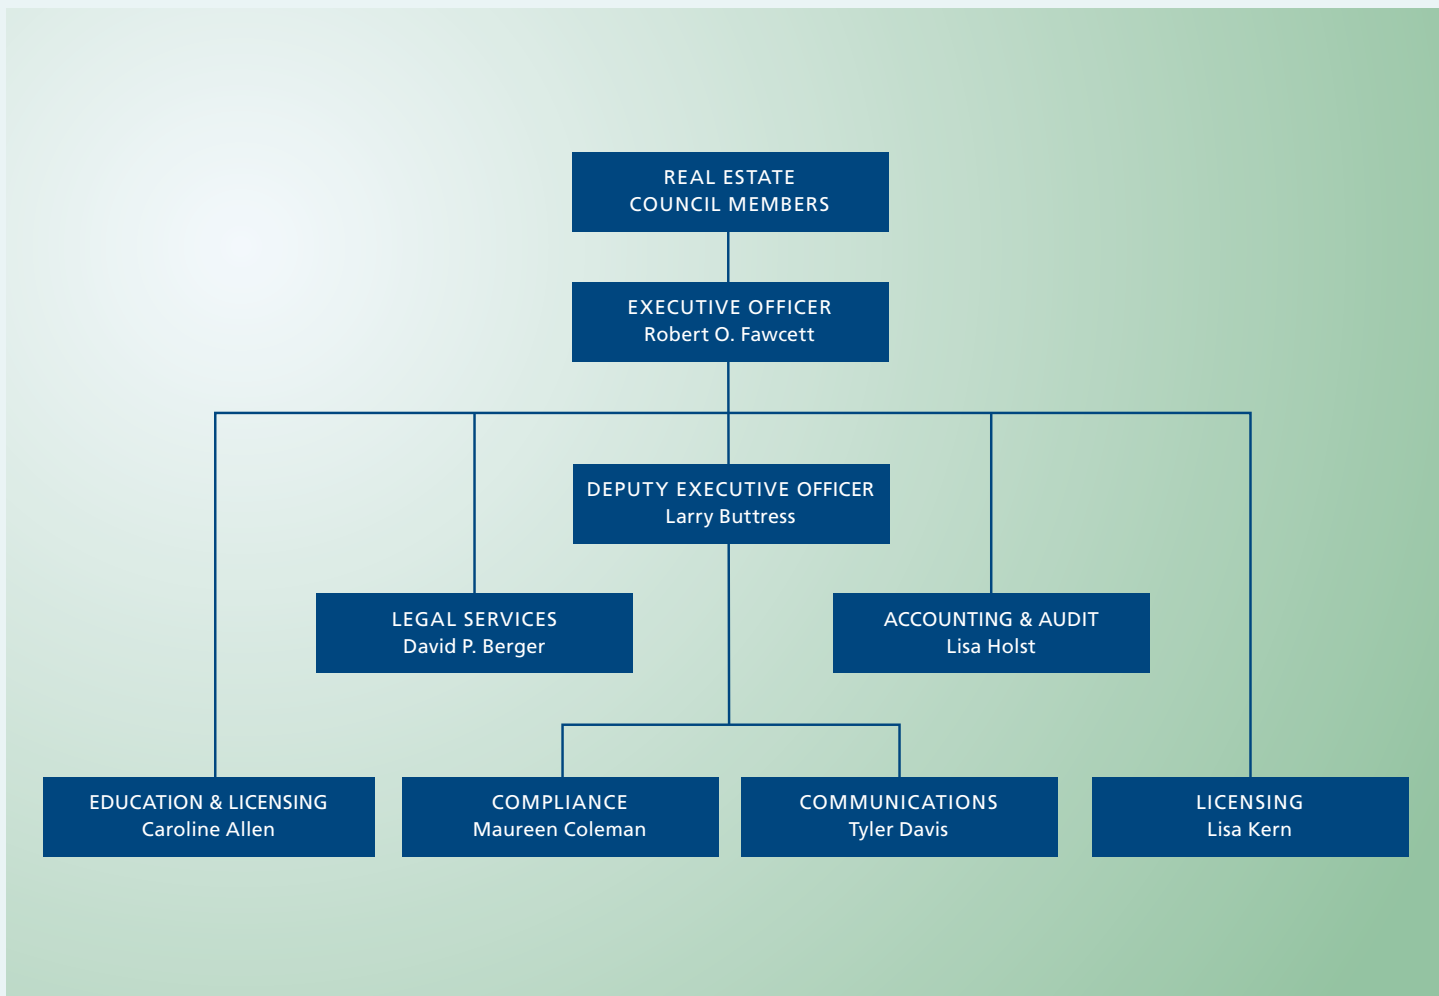 REAL ESTATE
COUNCIL MEMBERS
EXECUTIVE OFFICER
Robert O. Fawcett
DEPUTY EXECUTIVE OFFICER
Larry Buttress
LEGAL SERVICES
David P. Berger
ACCOUNTING & AUDIT
Lisa Holst
EDUCATION & LICENSING
Caroline Allen
COMPLIANCE
Maureen Coleman
COMMUNICATIONS
Tyler Davis
LICENSING
Lisa Kern